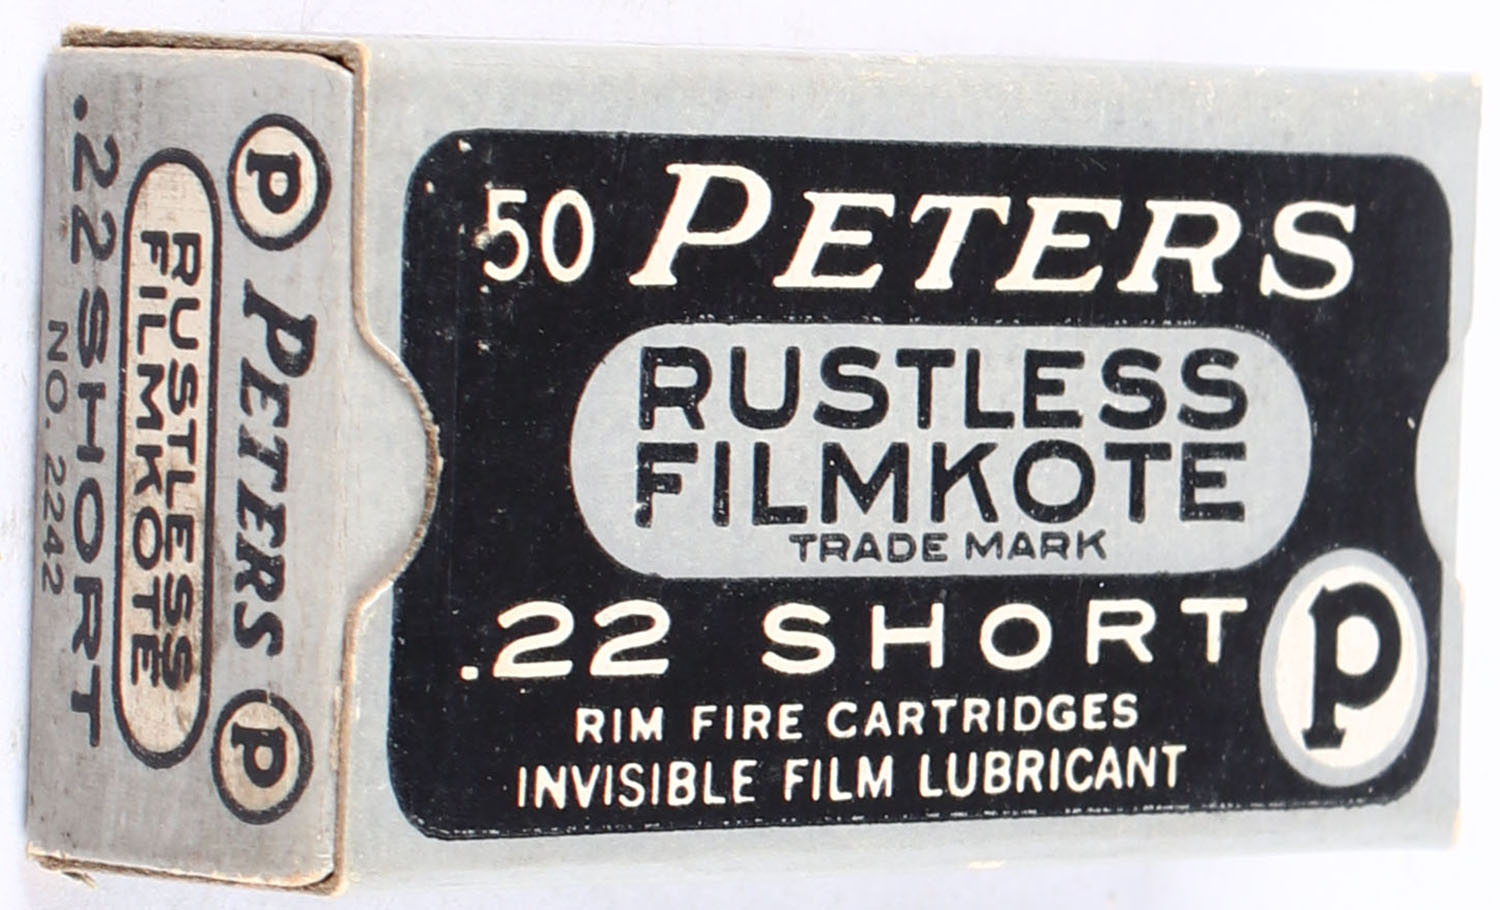 50 PETERS
RUSTLESS
FILMKOTE
TRADE MARK
.22 SHORT
RIM FIRE CARTRIDGES
INVISIBLE FILM LUBRICANT
P
P PETERS P
RUSTLESS
FILMKOTE
.22 SHORT
NO. 2242